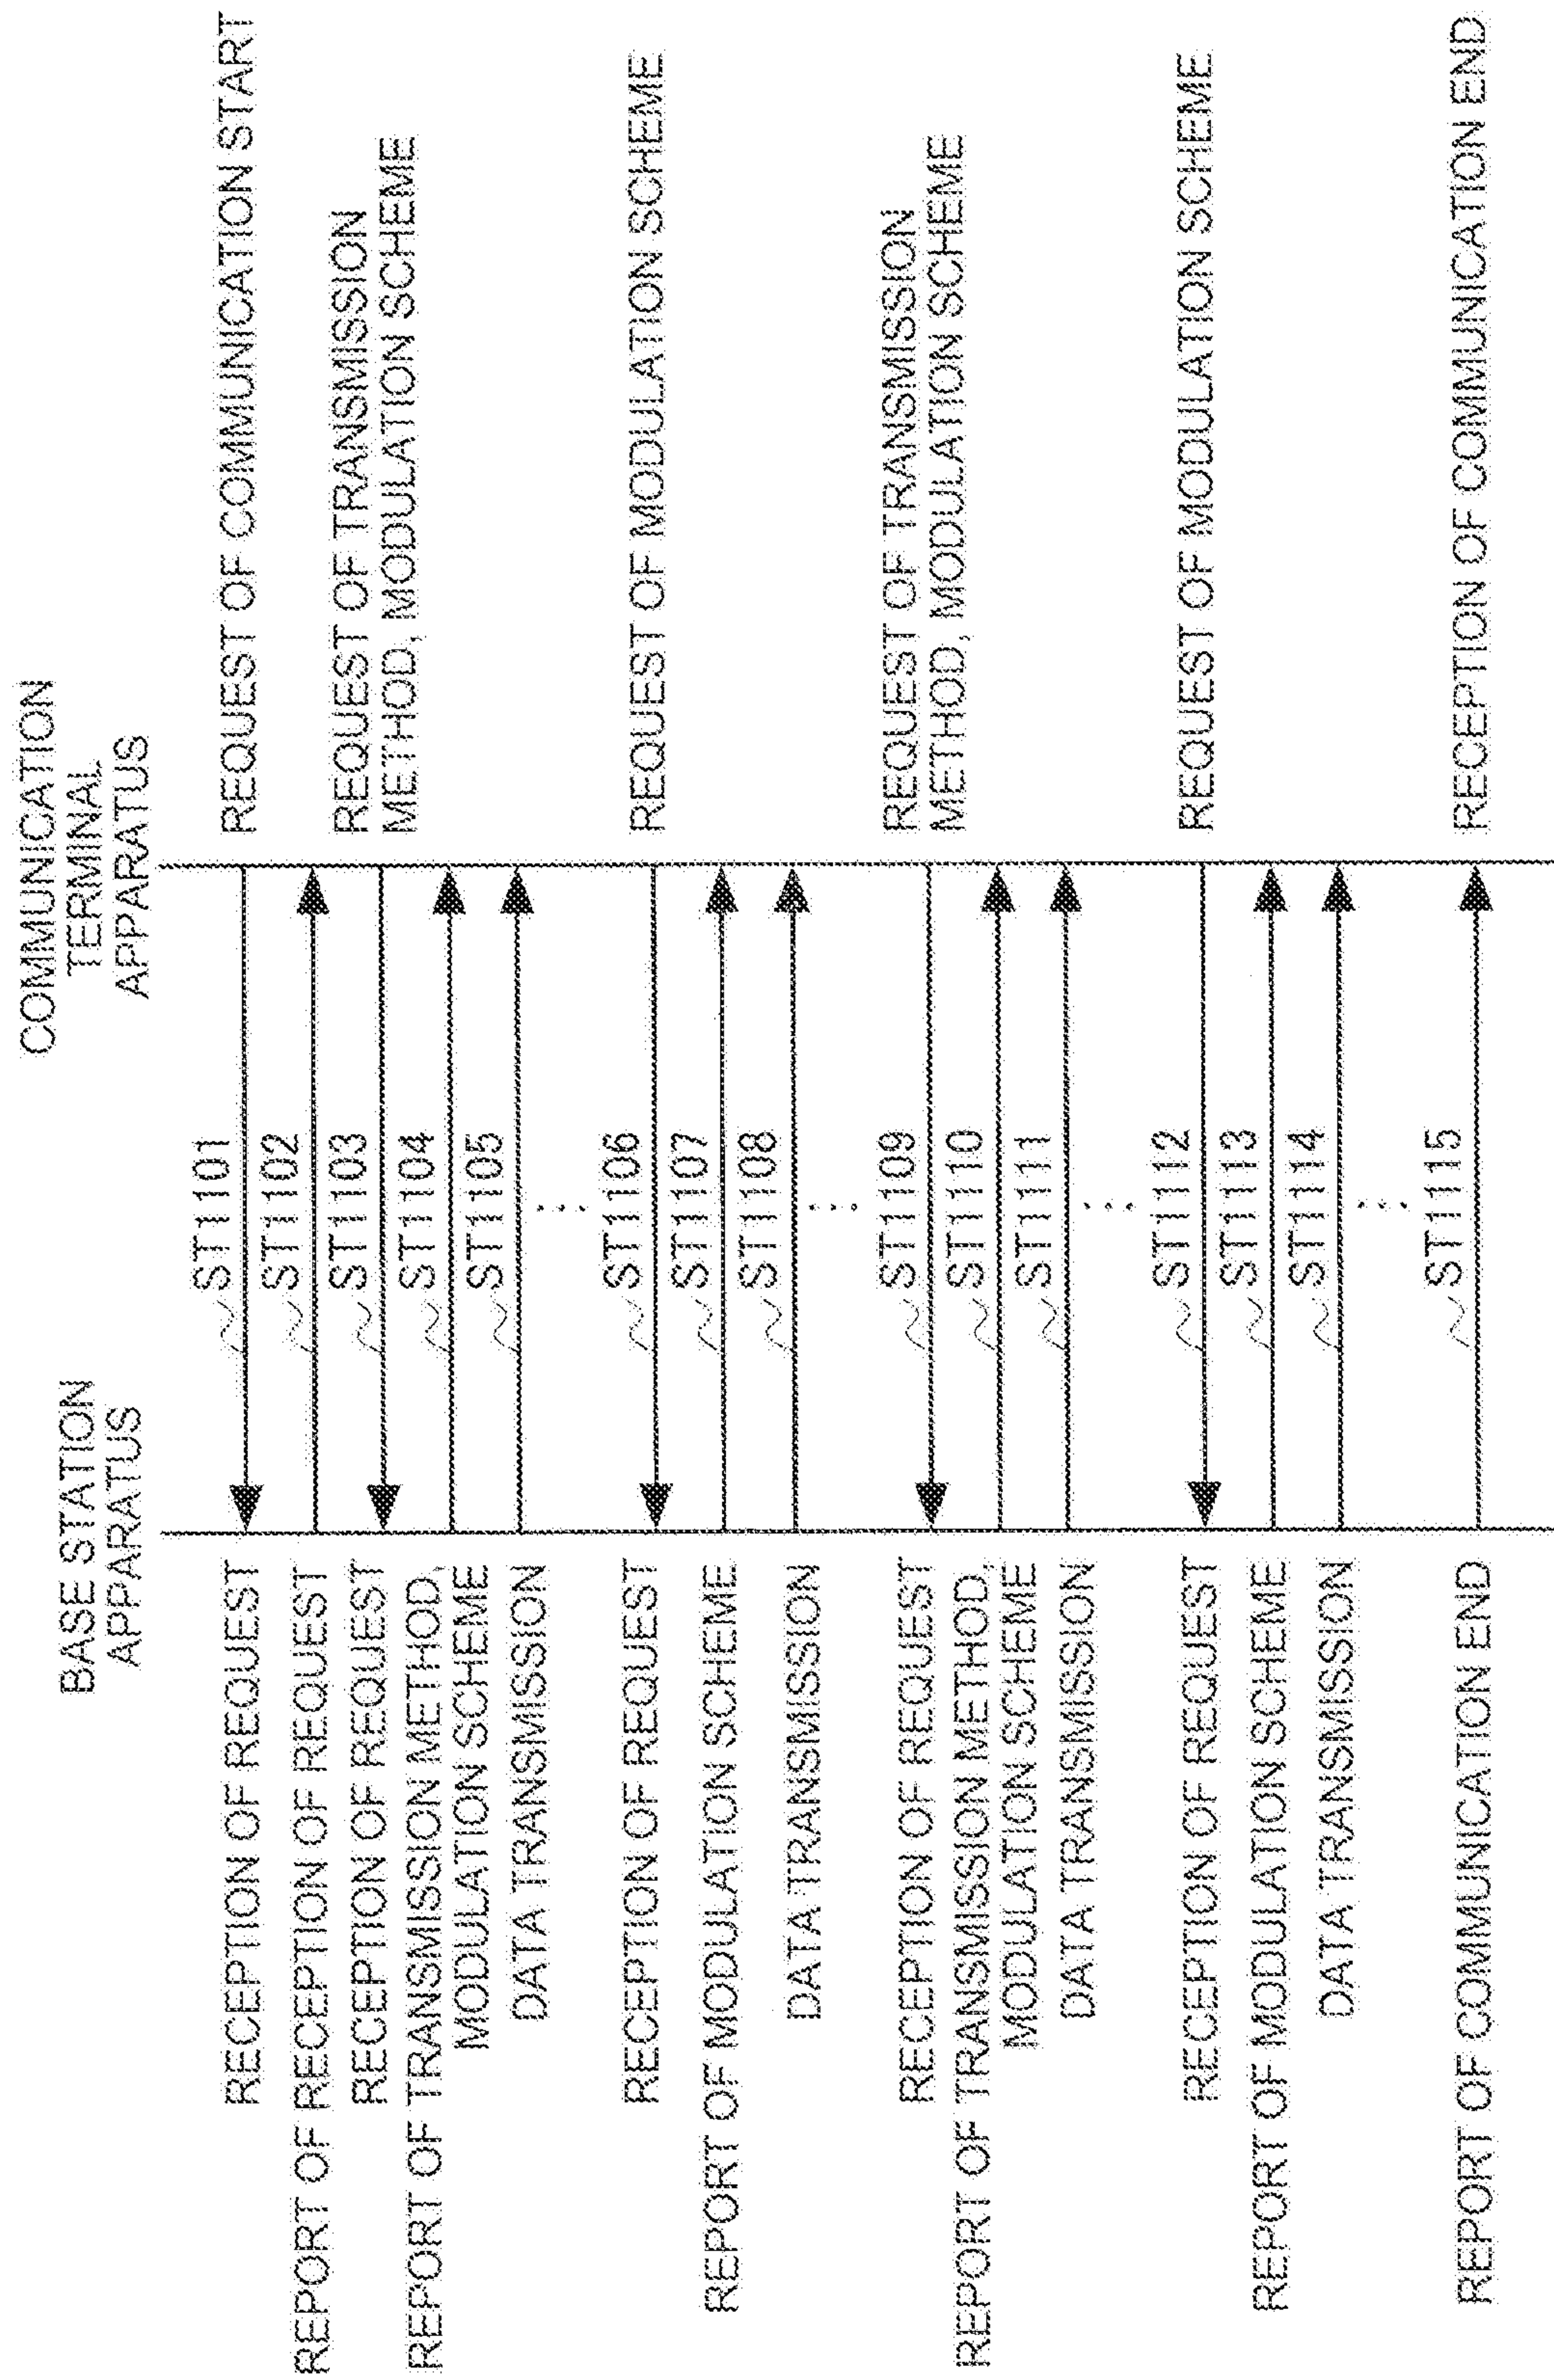 BASE STATION
APPARATUS
COMMUNICATION
TERMINAL
APPARATUS
RECEPTION OF REQUEST
ST1101
REQUEST OF COMMUNICATION START
REPORT OF RECEPTION OF REQUEST
ST1102
RECEPTION OF REQUEST
ST1103
REQUEST OF TRANSMISSION
METHOD, MODULATION SCHEME
REPORT OF TRANSMISSION METHOD,
MODULATION SCHEME
ST1104
DATA TRANSMISSION
ST1105
RECEPTION OF REQUEST
ST1106
REQUEST OF MODULATION SCHEME
REPORT OF MODULATION SCHEME
ST1107
DATA TRANSMISSION
ST1108
RECEPTION OF REQUEST
ST1109
REQUEST OF TRANSMISSION
METHOD, MODULATION SCHEME
REPORT OF TRANSMISSION METHOD,
MODULATION SCHEME
ST1110
DATA TRANSMISSION
ST1111
RECEPTION OF REQUEST
ST1112
REQUEST OF MODULATION SCHEME
REPORT OF MODULATION SCHEME
ST1113
DATA TRANSMISSION
ST1114
REPORT OF COMMUNICATION END
ST1115
RECEPTION OF COMMUNICATION END